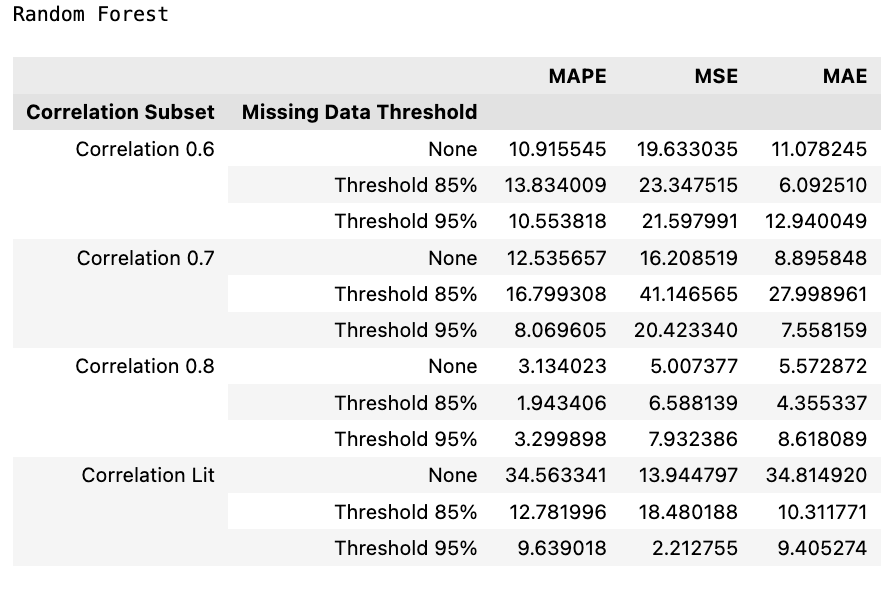 Random Forest
MAPE MSE MAE
Correlation Subset Missing Data Threshold
Correlation 0.6 None 10.915545 19.633035 11.078245
Threshold 85% 13.834009 23.347515 6.092510
Threshold 95% 10.553818 21.597991 12.940049
Correlation 0.7 None 12.535657 16.208519 8.895848
Threshold 85% 16.799308 41.146565 27.998961
Threshold 95% 8.069605 20.423340 7.558159
Correlation 0.8 None 3.134023 5.007377 5.572872
Threshold 85% 1.943406 6.588139 4.355337
Threshold 95% 3.299898 7.932386 8.618089
Correlation Lit None 34.563341 13.944797 34.814920
Threshold 85% 12.781996 18.480188 10.311771
Threshold 95% 9.639018 2.212755 9.405274